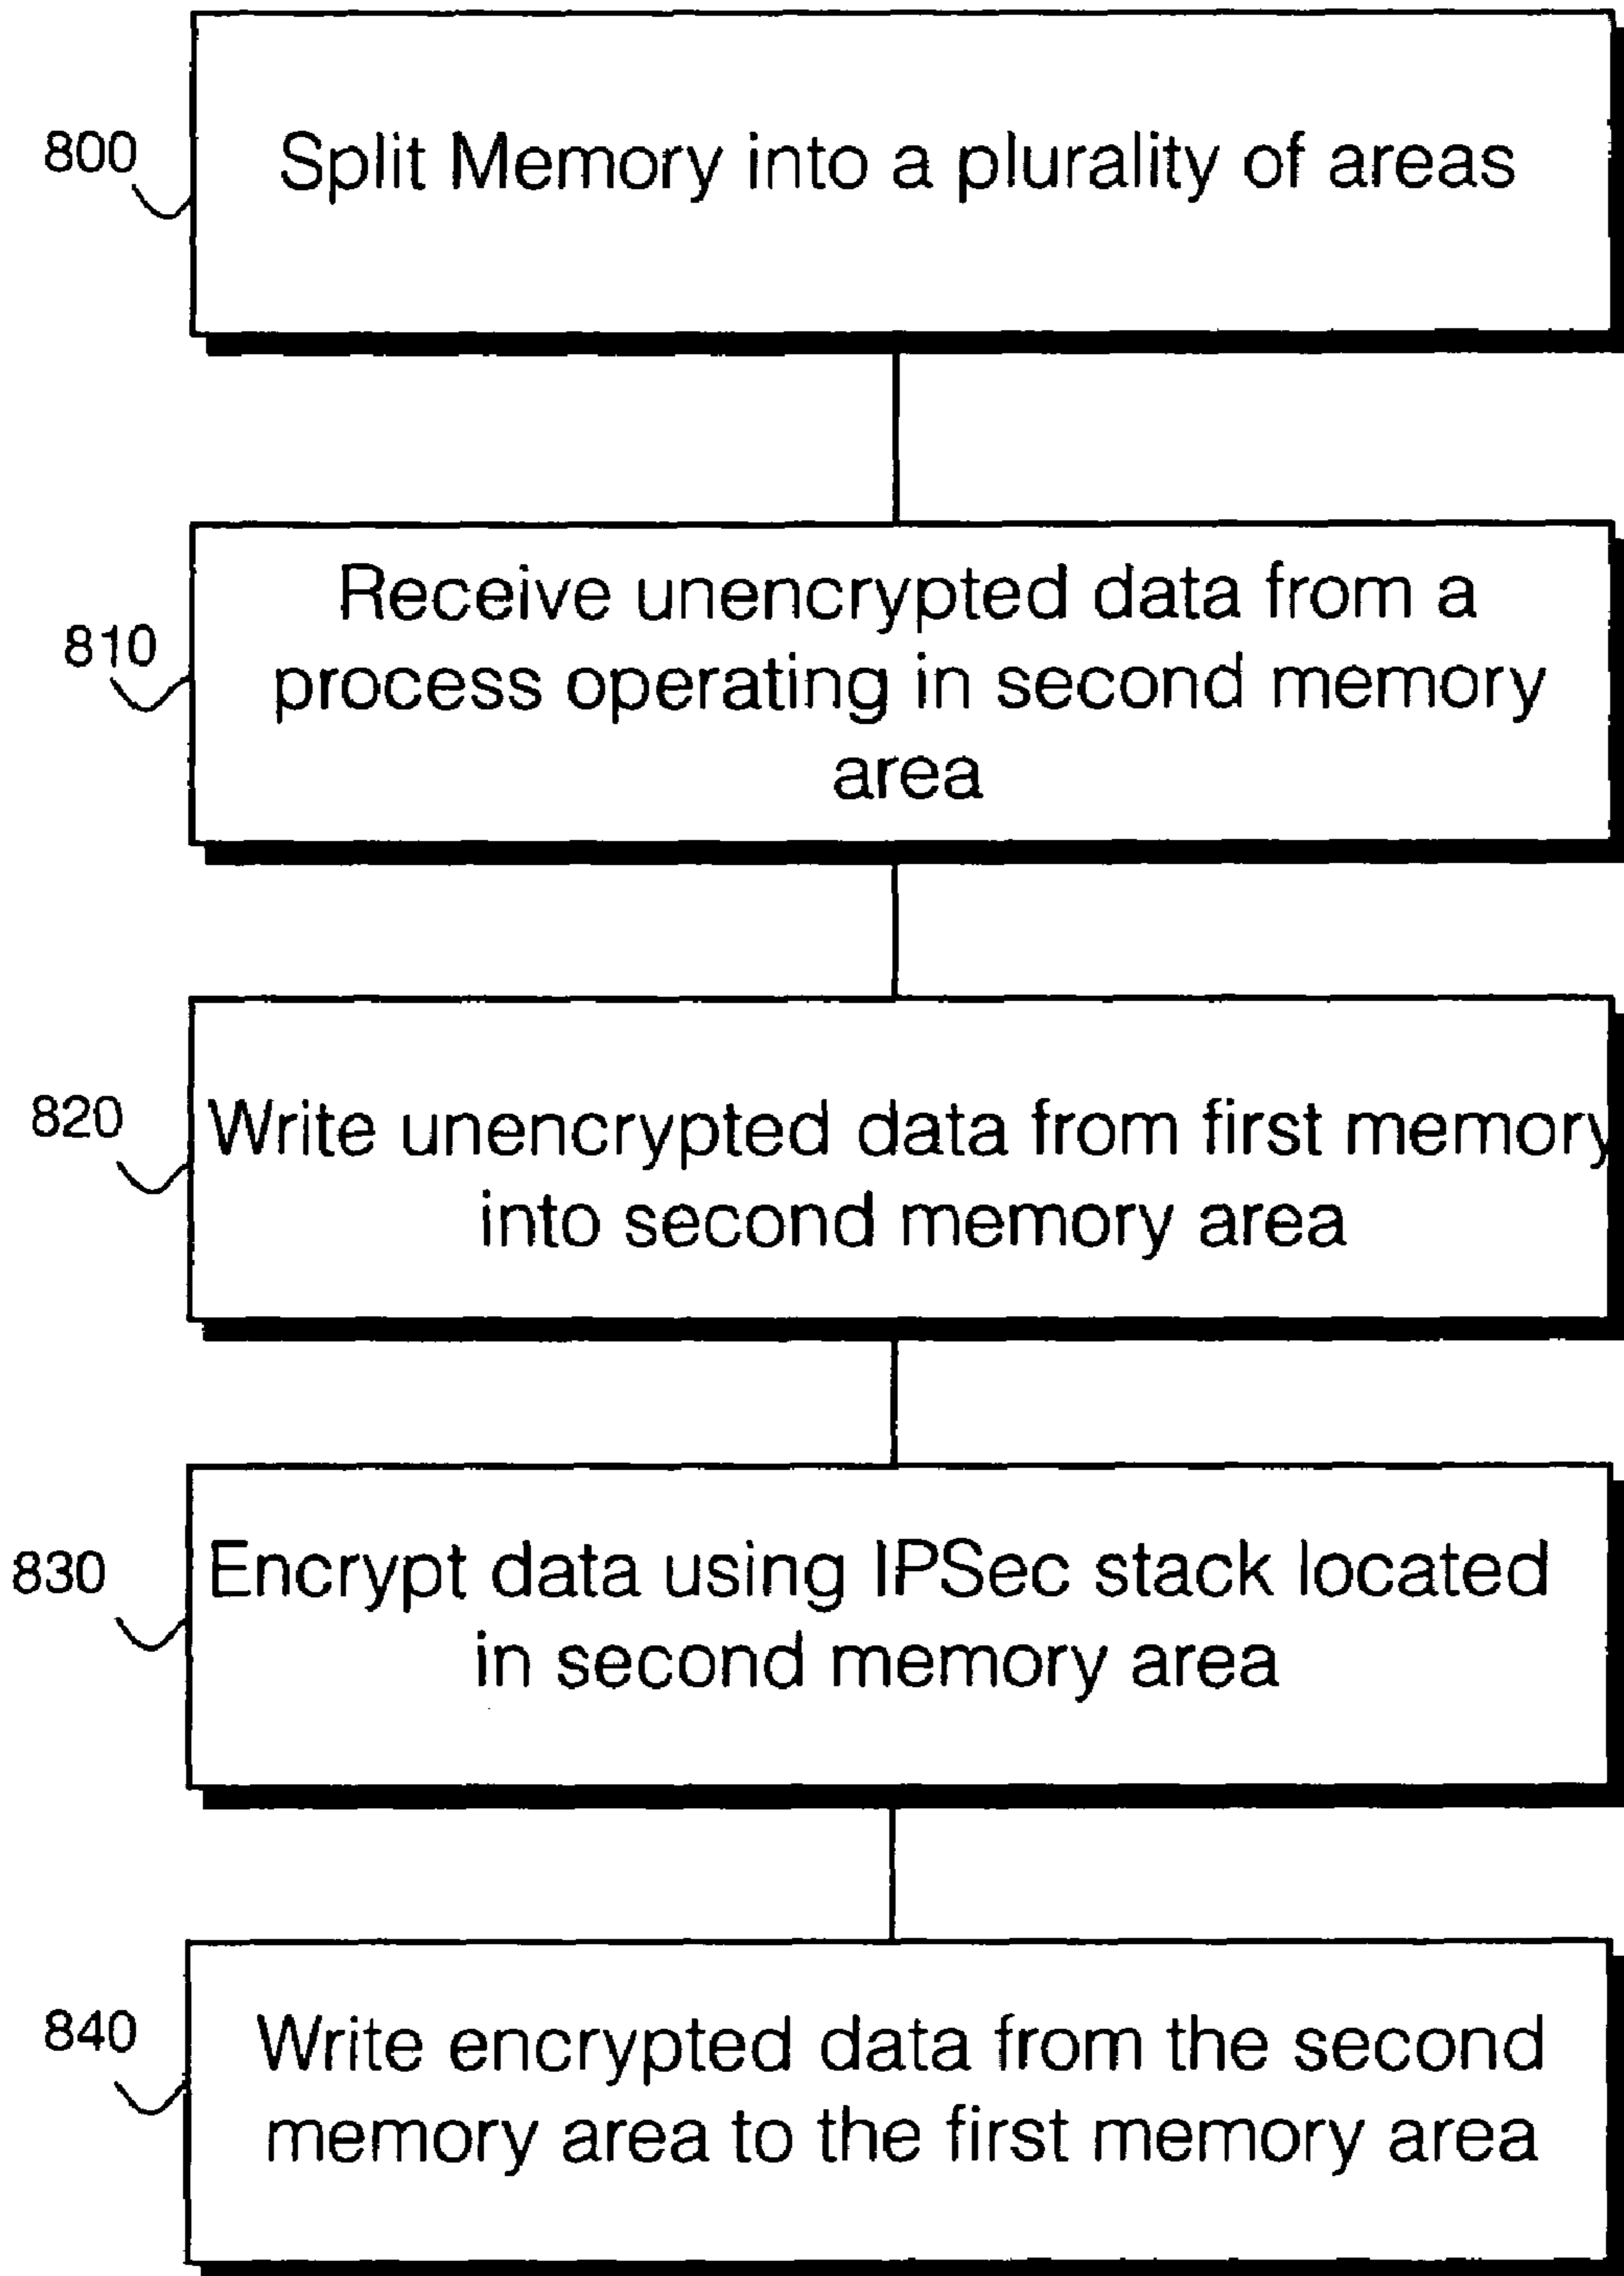 800
Split Memory into a plurality of areas
810
Receive unencrypted data from a
process operating in second memory
area
820
Write unencrypted data from first memory
into second memory area
830
Encrypt data using IPSec stack located
in second memory area
840
Write encrypted data from the second
memory area to the first memory area